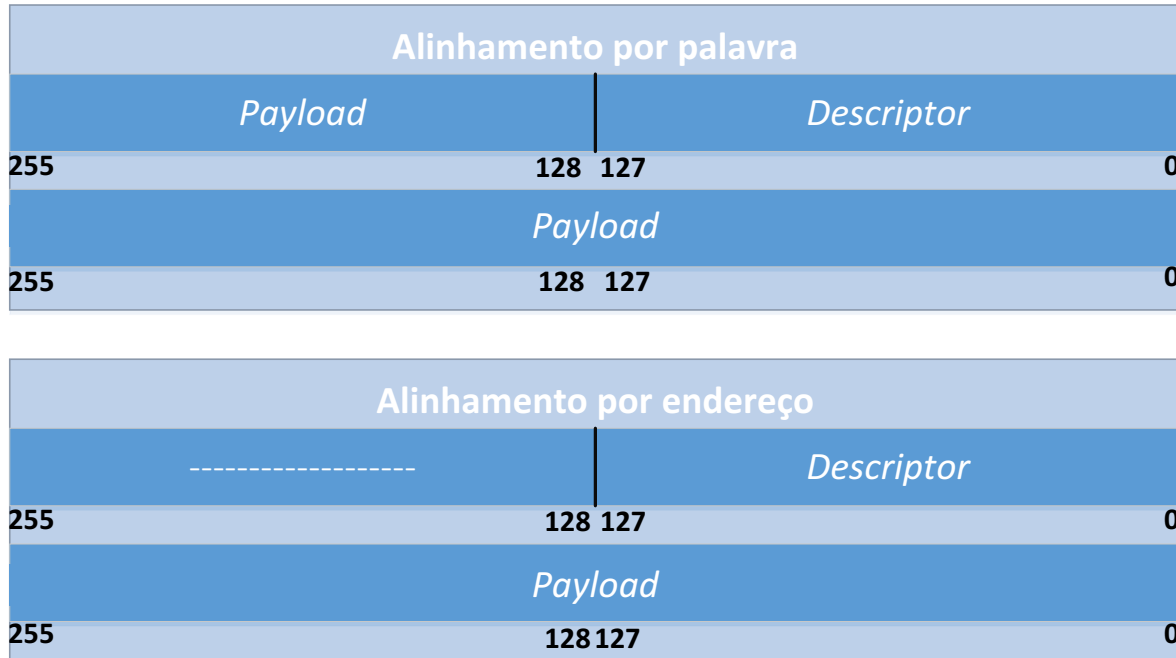 Alinhamento por palavra
Payload Descriptor
255 128 127 0
Payload
255 128 127 0
Alinhamento por endereço
------------------- Descriptor
255 128 127 0
Payload
255 128 127 0